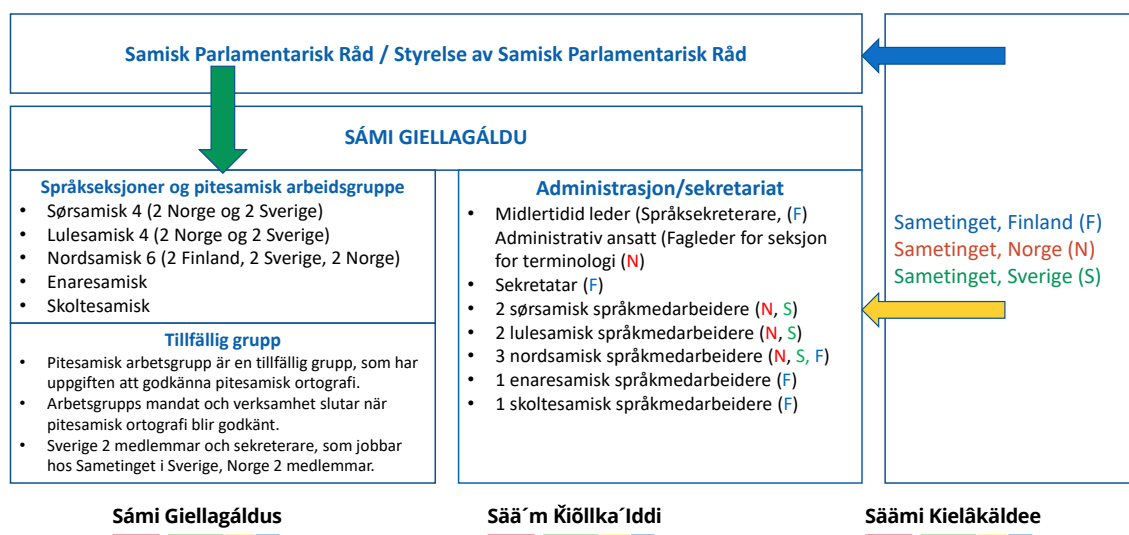 Samisk Parlamentarisk Råd / Styrelse av Samisk Parlamentarisk Råd
SÁMI GIELLAGÁLDU
Språkseksjoner og pitesamisk arbeidsgruppe
• Sørsamisk 4 (2 Norge og 2 Sverige)
• Lulesamisk 4 (2 Norge og 2 Sverige)
• Nordsamisk 6 (2 Finland, 2 Sverige, 2 Norge)
• Enaresamisk
• Skoltesamisk
Tillfällig grupp
• Pitesamisk arbetsgrupp är en tillfällig grupp, som har
uppgiften att godkänna pitesamisk ortografi.
• Arbetsgrupps mandat och verksamhet slutar när
pitesamisk ortografi blir godkänt.
• Sverige 2 medlemmar och sekreterare, som jobbar
hos Sametinget i Sverige, Norge 2 medlemmar.
Administrasjon/sekretariat
• Midlertidid leder (Språksekreterare, (F)
Administrativ ansatt (Fagleder for seksjon
for terminologi (N)
• Sekretatar (F)
• 2 sørsamisk språkmedarbeidere (N, S)
• 2 lulesamisk språkmedarbeidere (N, S)
• 3 nordsamisk språkmedarbeidere (N, S, F)
• 1 enaresamisk språkmedarbeidere (F)
• 1 skoltesamisk språkmedarbeidere (F)
Sametinget, Finland (F)
Sametinget, Norge (N)
Sametinget, Sverige (S)
Sámi Giellagáldus
Sää´m Ǩiõllka´Iddi
Säämi Kielâkäldee